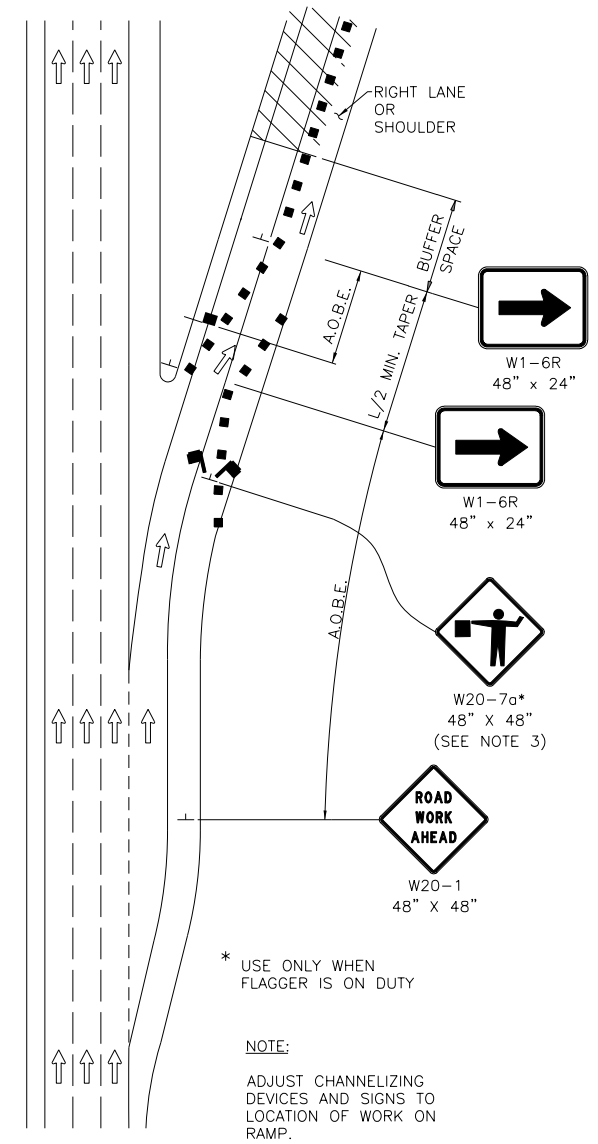 RIGHT LANE
OR
SHOULDER
BUFFER
SPACE
A.O.B.E.
L/2 MIN. TAPER
W1-6R
48" x 24"
W1-6R
48" x 24"
A.O.B.E.
W20-7a*
48" X 48"
(SEE NOTE 3)
ROAD
WORK
AHEAD
W20-1
48" X 48"
* USE ONLY WHEN
FLAGGER IS ON DUTY
NOTE:
ADJUST CHANNELIZING
DEVICES AND SIGNS TO
LOCATION OF WORK ON
RAMP.